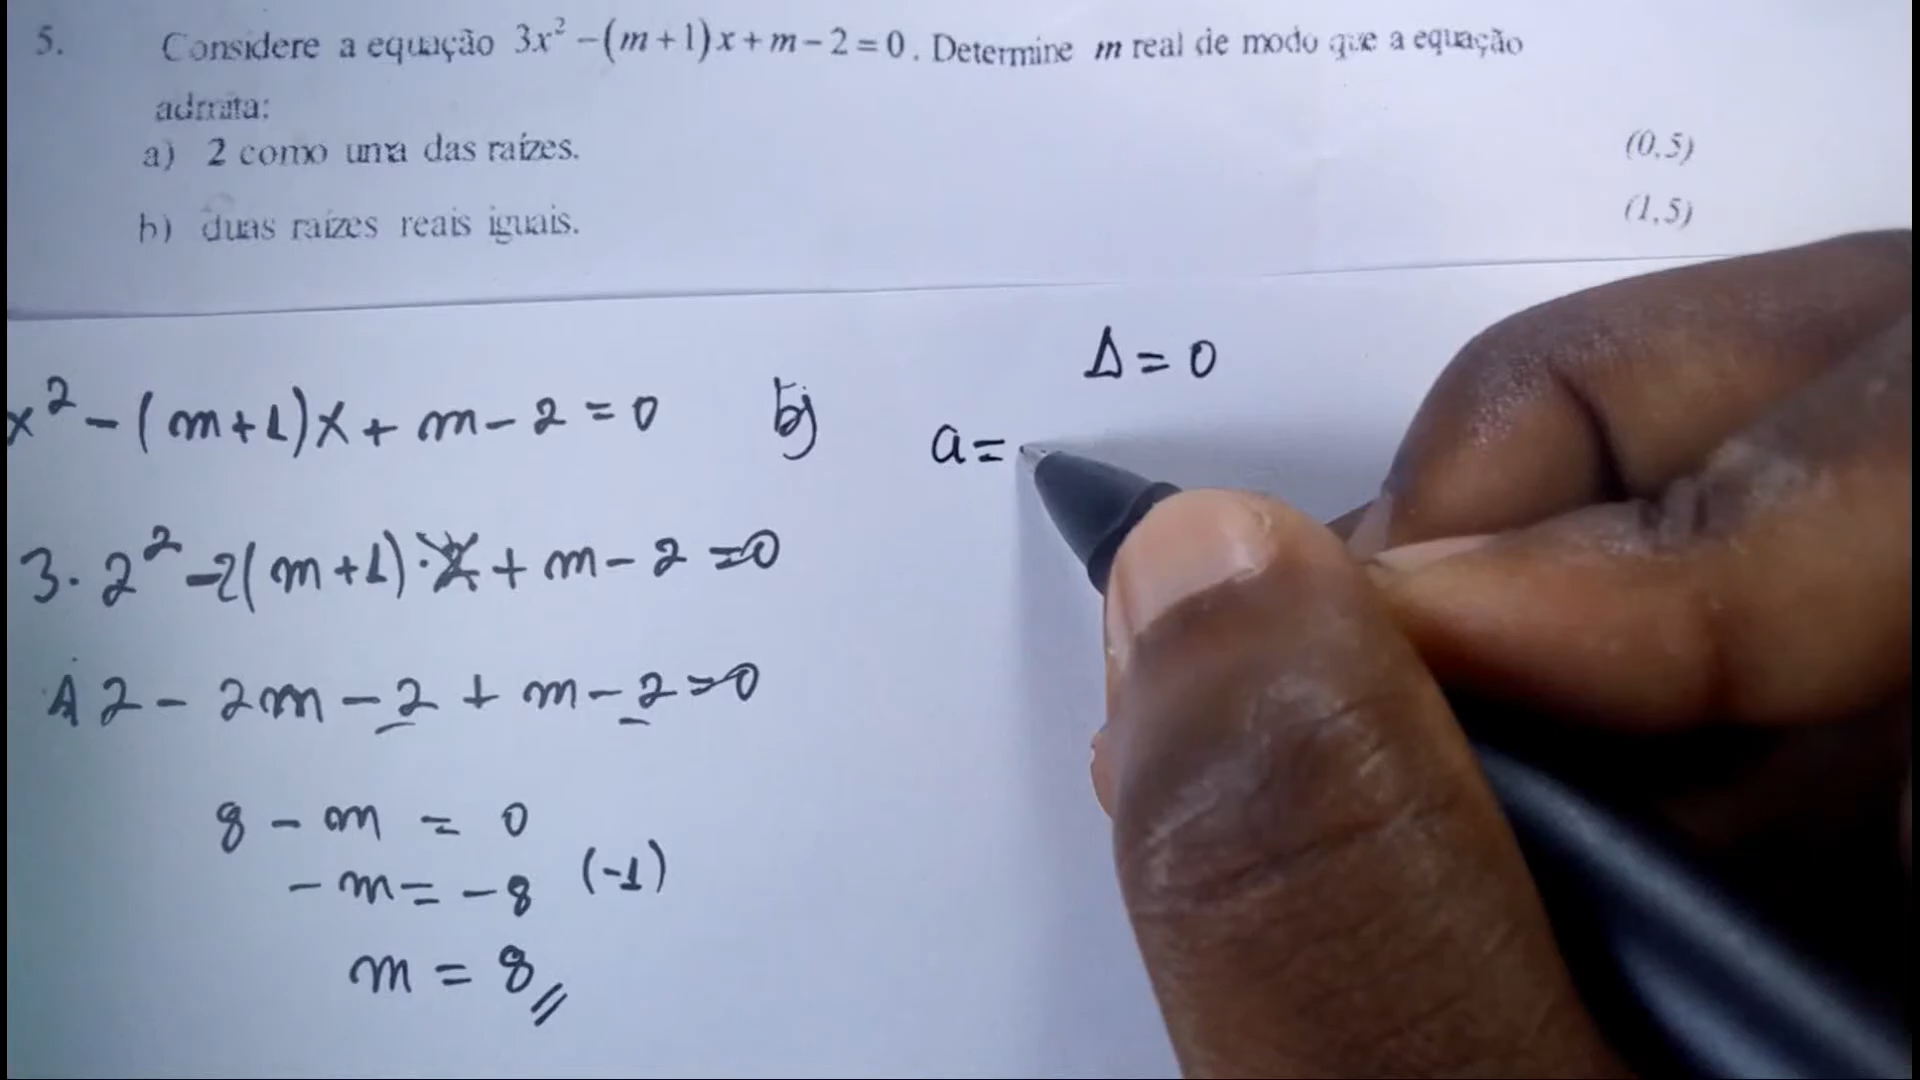 5. Considere a equação 3x² −(m+1)x+m−2=0. Determine m real de modo que a equação
admita:
a) 2 como uma das raízes. (0,5)
b) duas raízes reais iguais. (1,5)
x² − (m+1)x + m − 2 = 0
3. 2² −2(m+1)·2 + m − 2 = 0
12 − 2m − 2 + m − 2 = 0
8 − m = 0
− m = − 8 (-1)
m = 8 //
b) Δ = 0
a =